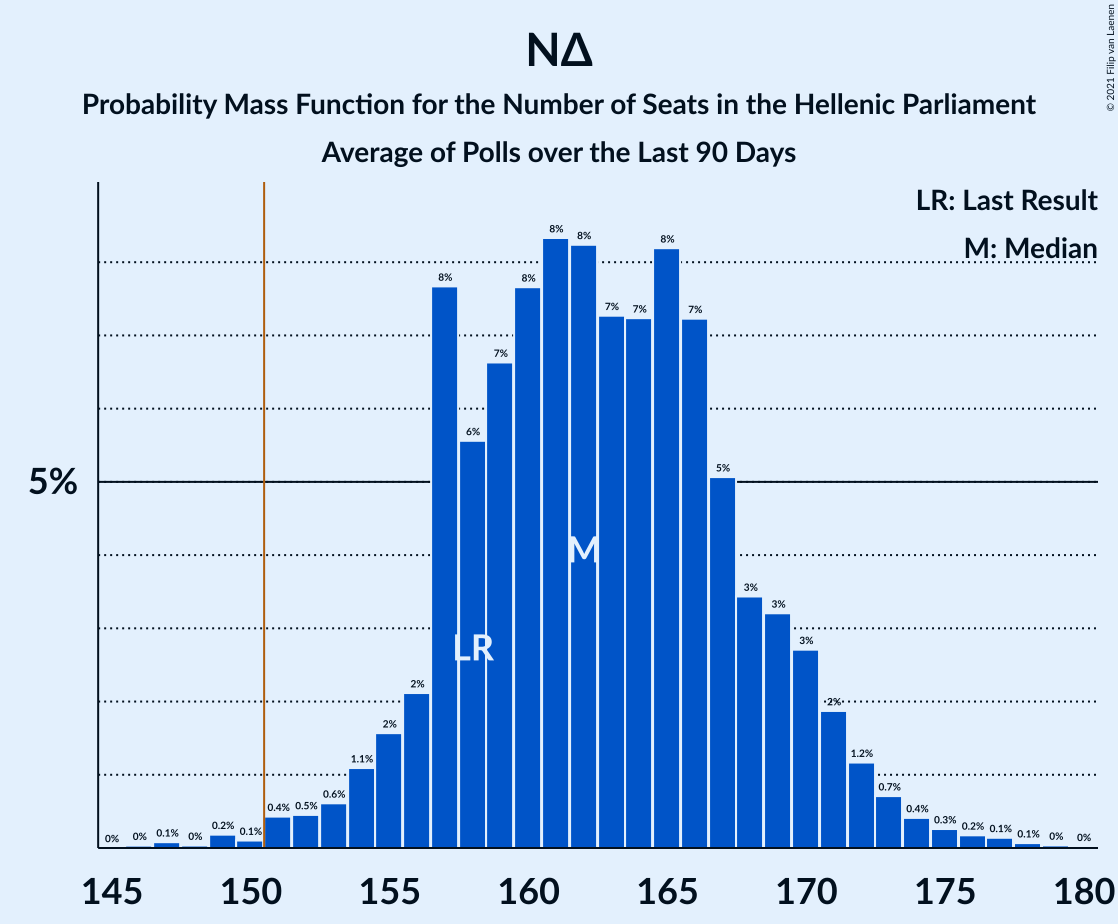 © 2021 Filip van Laenen
ΝΔ
Probability Mass Function for the Number of Seats in the Hellenic Parliament
Average of Polls over the Last 90 Days
LR: Last Result
M: Median
5%
0% 0% 0.1% 0% 0.2% 0.1% 0.4% 0.5% 0.6% 1.1% 2% 2% 8% 6% 7% 8% 8% 8% 7% 7% 8% 7% 5% 3% 3% 3% 2% 1.2% 0.7% 0.4% 0.3% 0.2% 0.1% 0.1% 0% 0%
M
LR
145 150 155 160 165 170 175 180